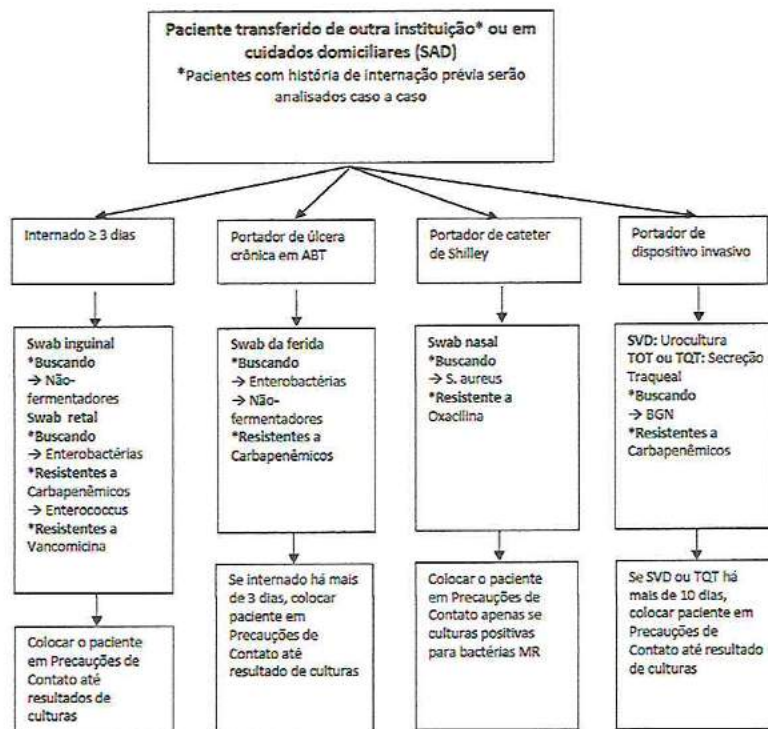 Paciente transferido de outra instituição* ou em
cuidados domiciliares (SAD)
*Pacientes com história de internação prévia serão
analisados caso a caso
Internado ≥ 3 dias
Portador de úlcera
crônica em ABT
Portador de cateter
de Shilley
Portador de
dispositivo invasivo
Swab inguinal
*Buscando
→ Não-
fermentadores
Swab retal
*Buscando
→ Enterobactérias
*Resistentes a
Carbapenêmicos
→ Enterococcus
*Resistentes a
Vancomicina
Swab da ferida
*Buscando
→ Enterobactérias
→ Não-
fermentadores
*Resistentes a
Carbapenêmicos
Swab nasal
*Buscando
→ S. aureus
*Resistente a
Oxacilina
SVD: Urocultura
TOT ou TQT: Secreção
Traqueal
*Buscando
→ BGN
*Resistentes a
Carbapenêmicos
Colocar o paciente
em Precauções de
Contato até
resultados de
culturas
Se internado há mais
de 3 dias, colocar
paciente em
Precauções de
Contato até
resultado de culturas
Colocar o paciente
em Precauções de
Contato apenas se
culturas positivas
para bactérias MR
Se SVD ou TQT há
mais de 10 dias,
colocar paciente em
Precauções de
Contato até resultado
de culturas